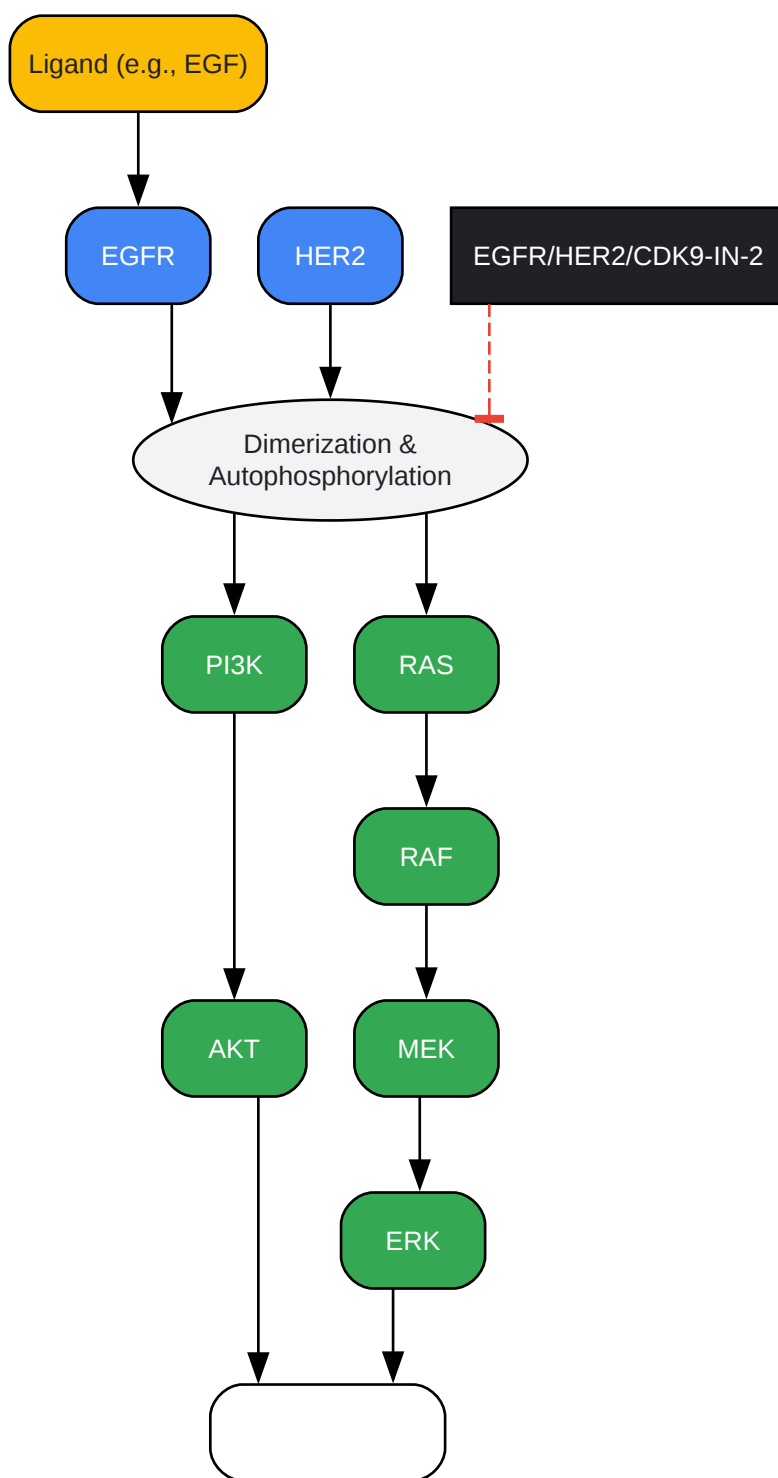 Ligand (e.g., EGF)
EGFR
HER2
EGFR/HER2/CDK9-IN-2
Dimerization &
Autophosphorylation
PI3K
RAS
RAF
AKT
MEK
ERK